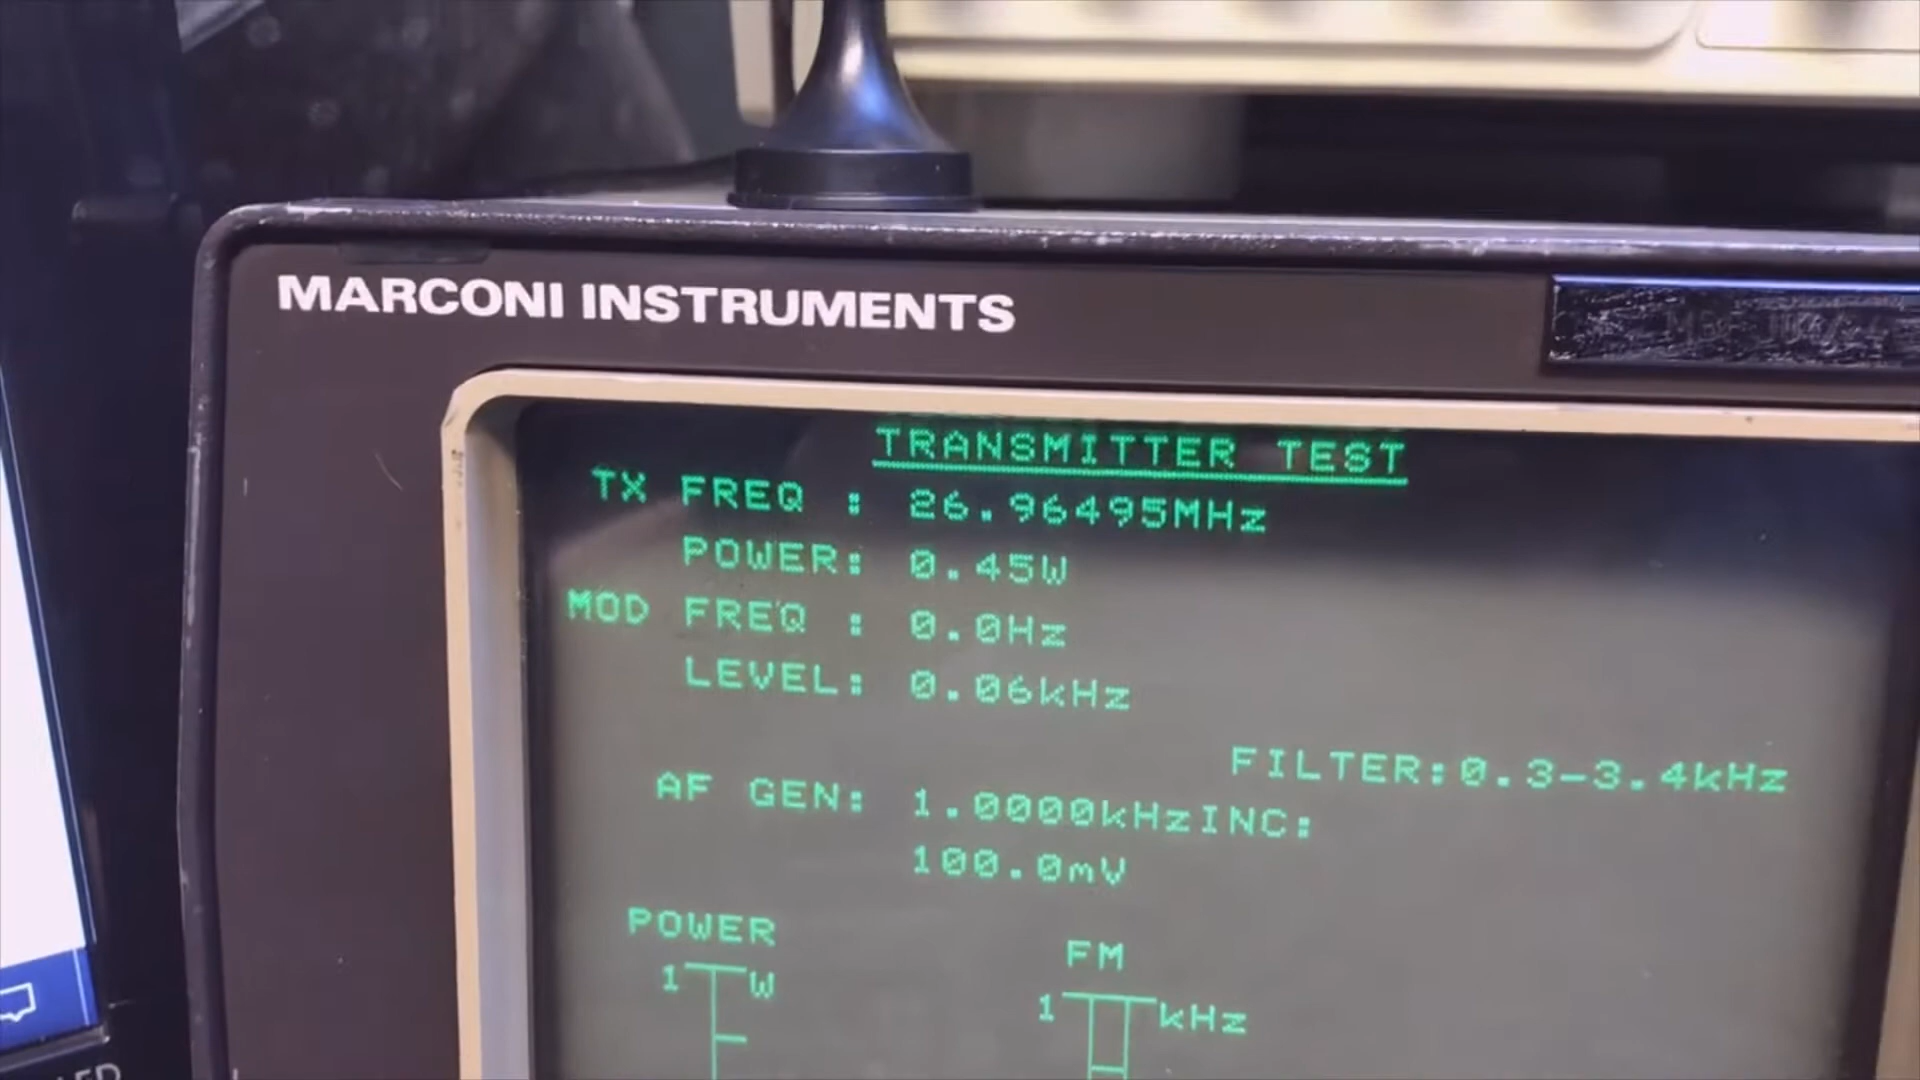 MARCONI INSTRUMENTS
TRANSMITTER TEST
TX FREQ : 26.96495MHz
POWER: 0.45W
MOD FREQ : 0.0Hz
LEVEL: 0.06kHz
FILTER:0.3-3.4kHz
AF GEN: 1.0000kHzINC:
100.0mV
POWER
FM
1 W
1 kHz